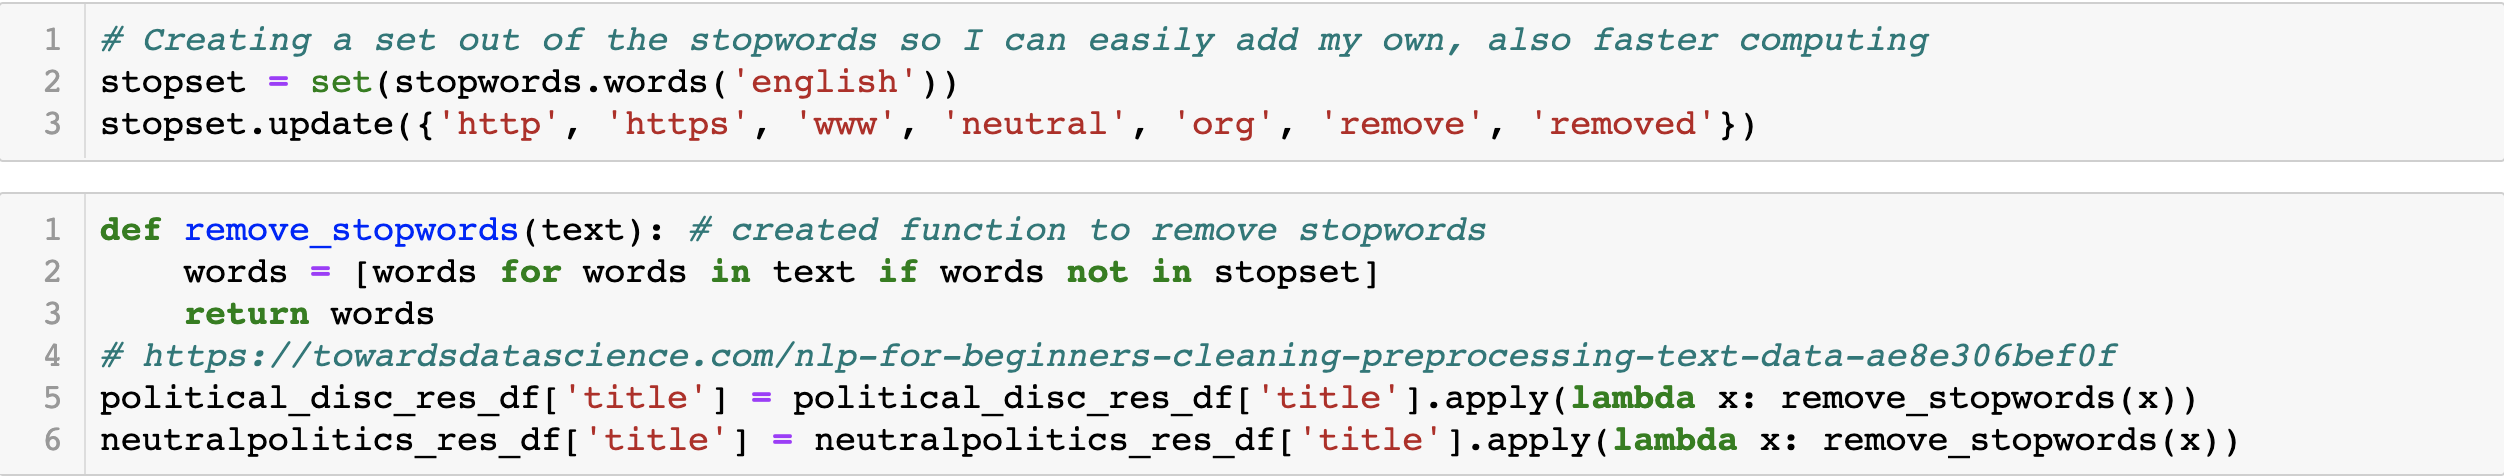 1 # Creating a set out of the stopwords so I can easily add my own, also faster computing
2 stopset = set(stopwords.words('english'))
3 stopset.update({'http', 'https', 'www', 'neutral', 'org', 'remove', 'removed'})
1 def remove_stopwords(text): # created function to remove stopwords
2     words = [words for words in text if words not in stopset]
3     return words
4 # https://towardsdatascience.com/nlp-for-beginners-cleaning-preprocessing-text-data-ae8e306bef0f
5 political_disc_res_df['title'] = political_disc_res_df['title'].apply(lambda x: remove_stopwords(x))
6 neutralpolitics_res_df['title'] = neutralpolitics_res_df['title'].apply(lambda x: remove_stopwords(x))